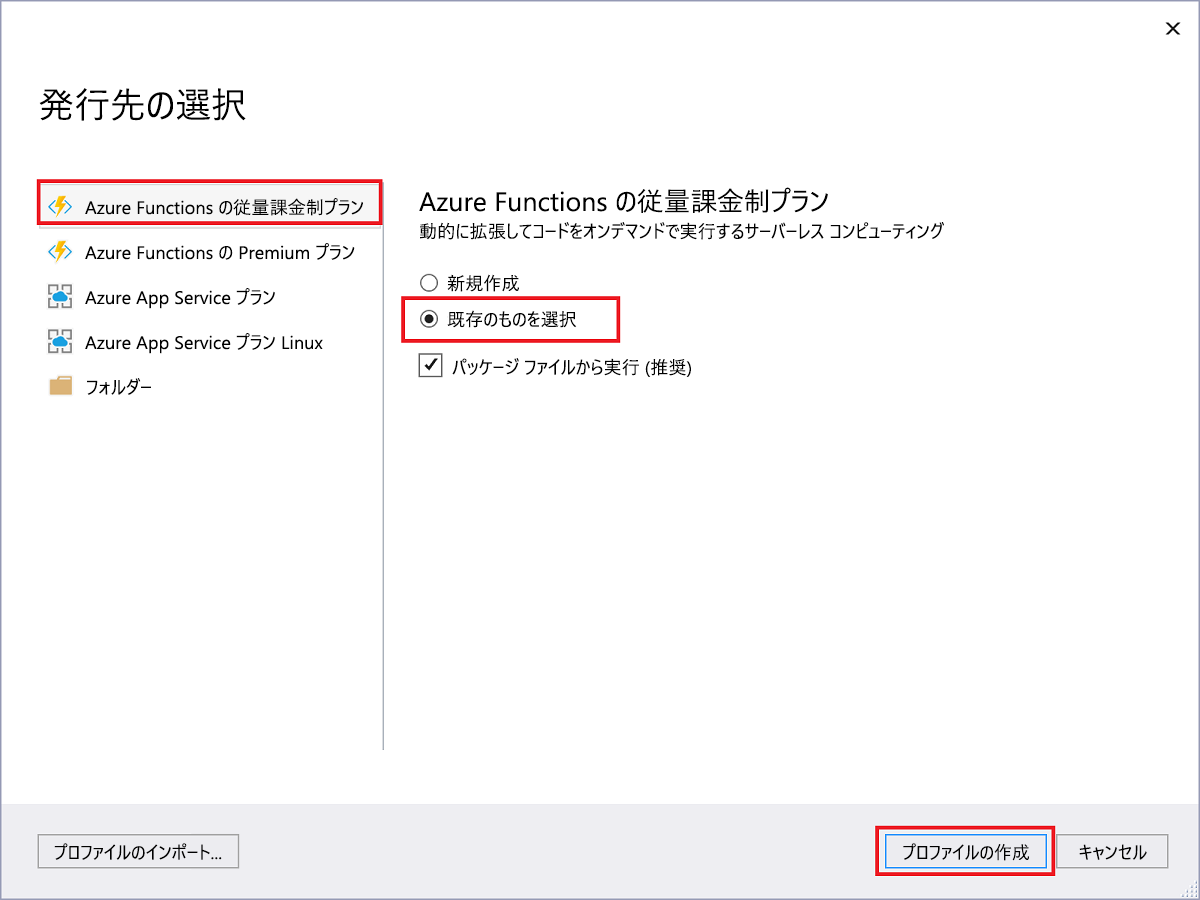 発行先の選択
Azure Functions の従量課金制プラン
Azure Functions の Premium プラン
Azure App Service プラン
Azure App Service プラン Linux
フォルダー
Azure Functions の従量課金制プラン
動的に拡張してコードをオンデマンドで実行するサーバーレス コンピューティング
新規作成
既存のものを選択
パッケージ ファイルから実行 (推奨)
プロファイルのインポート...
プロファイルの作成
キャンセル